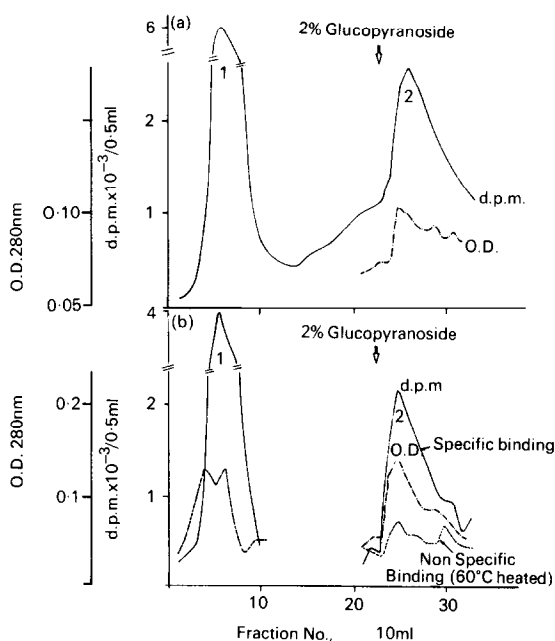 6
(a)
2% Glucopyranoside
1
2
2
d.p.m.
1
O.D.
0·10
0·05
O.D. 280nm
d.p.m.x10⁻³/0·5ml
4
(b)
2% Glucopyranoside
1
d.p.m
2
2
O.D.
Specific binding
0·2
0·1
1
O.D. 280nm
d.p.m.x10⁻³/0·5ml
Non Specific
Binding (60°C heated)
10
20
30
Fraction No., 10ml